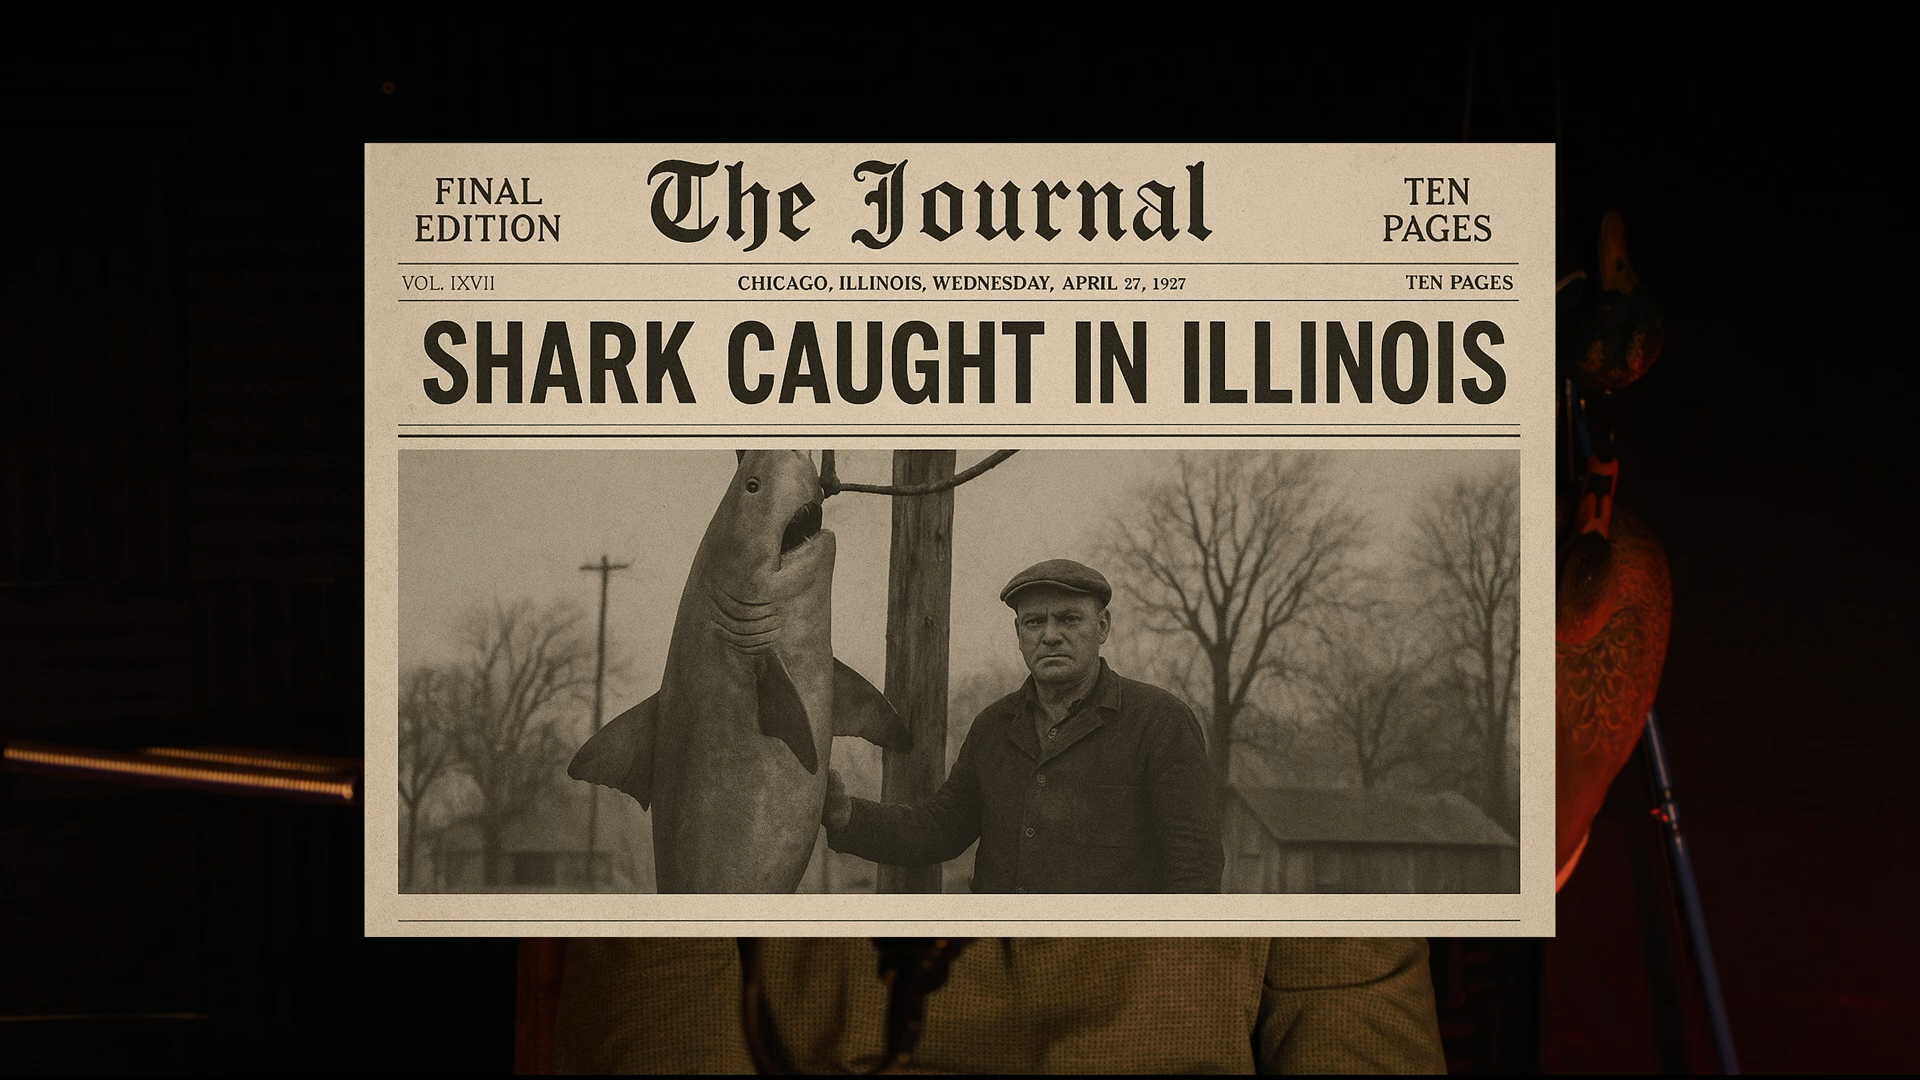 FINAL
EDITION
The Journal
TEN
PAGES
VOL. IXVII
CHICAGO, ILLINOIS, WEDNESDAY, APRIL 27, 1927
TEN PAGES
SHARK CAUGHT IN ILLINOIS